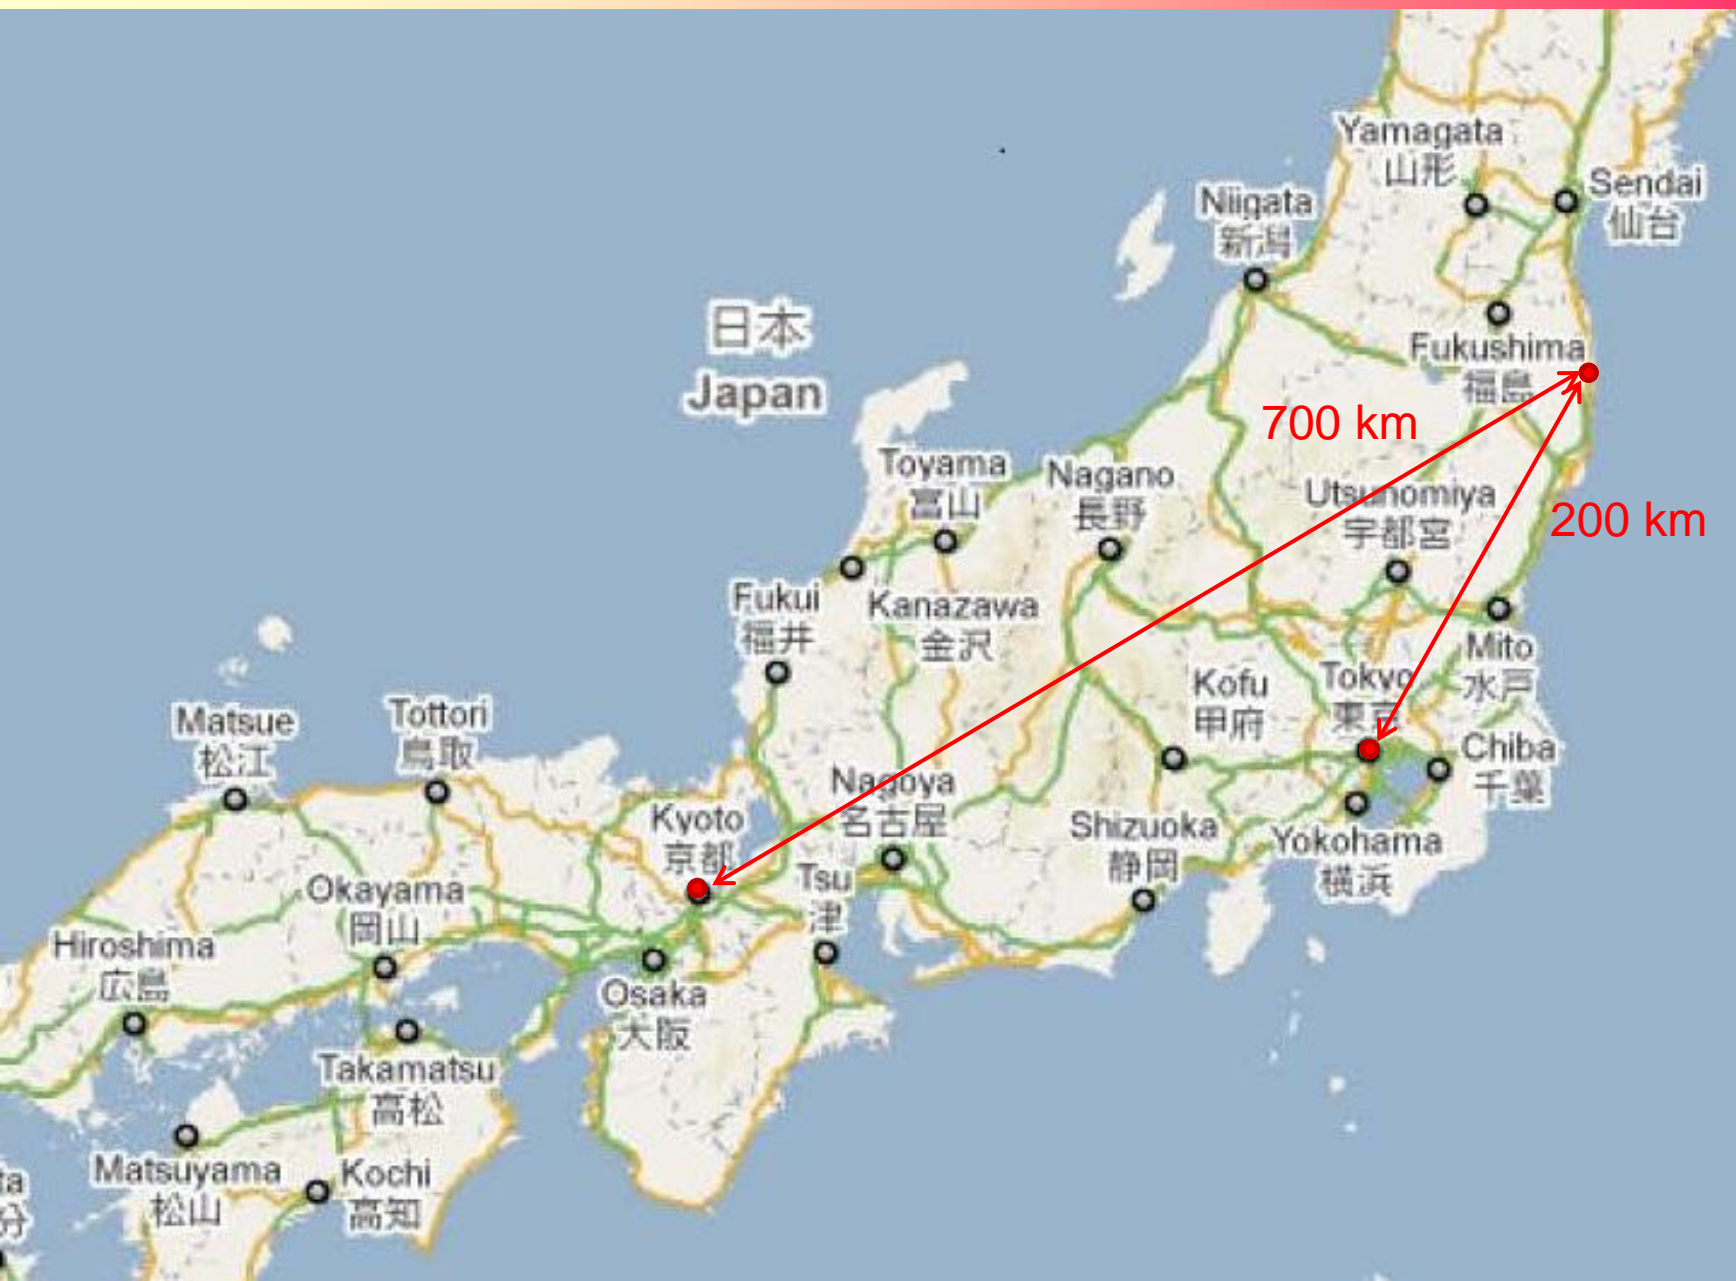 Yamagata
山形
Sendai
仙台
Niigata
新潟
日本
Japan
Fukushima
福島
700 km
Toyama
富山
Nagano
長野
Utsunomiya
宇都宮
200 km
Fukui
福井
Kanazawa
金沢
Mito
水戸
Kofu
甲府
Tokyo
東京
Matsue
松江
Tottori
鳥取
Chiba
千葉
Nagoya
名古屋
Kyoto
京都
Shizuoka
静岡
Yokohama
横浜
Tsu
津
Okayama
岡山
Hiroshima
広島
Osaka
大阪
Takamatsu
高松
Matsuyama
松山
Kochi
高知
ta
分